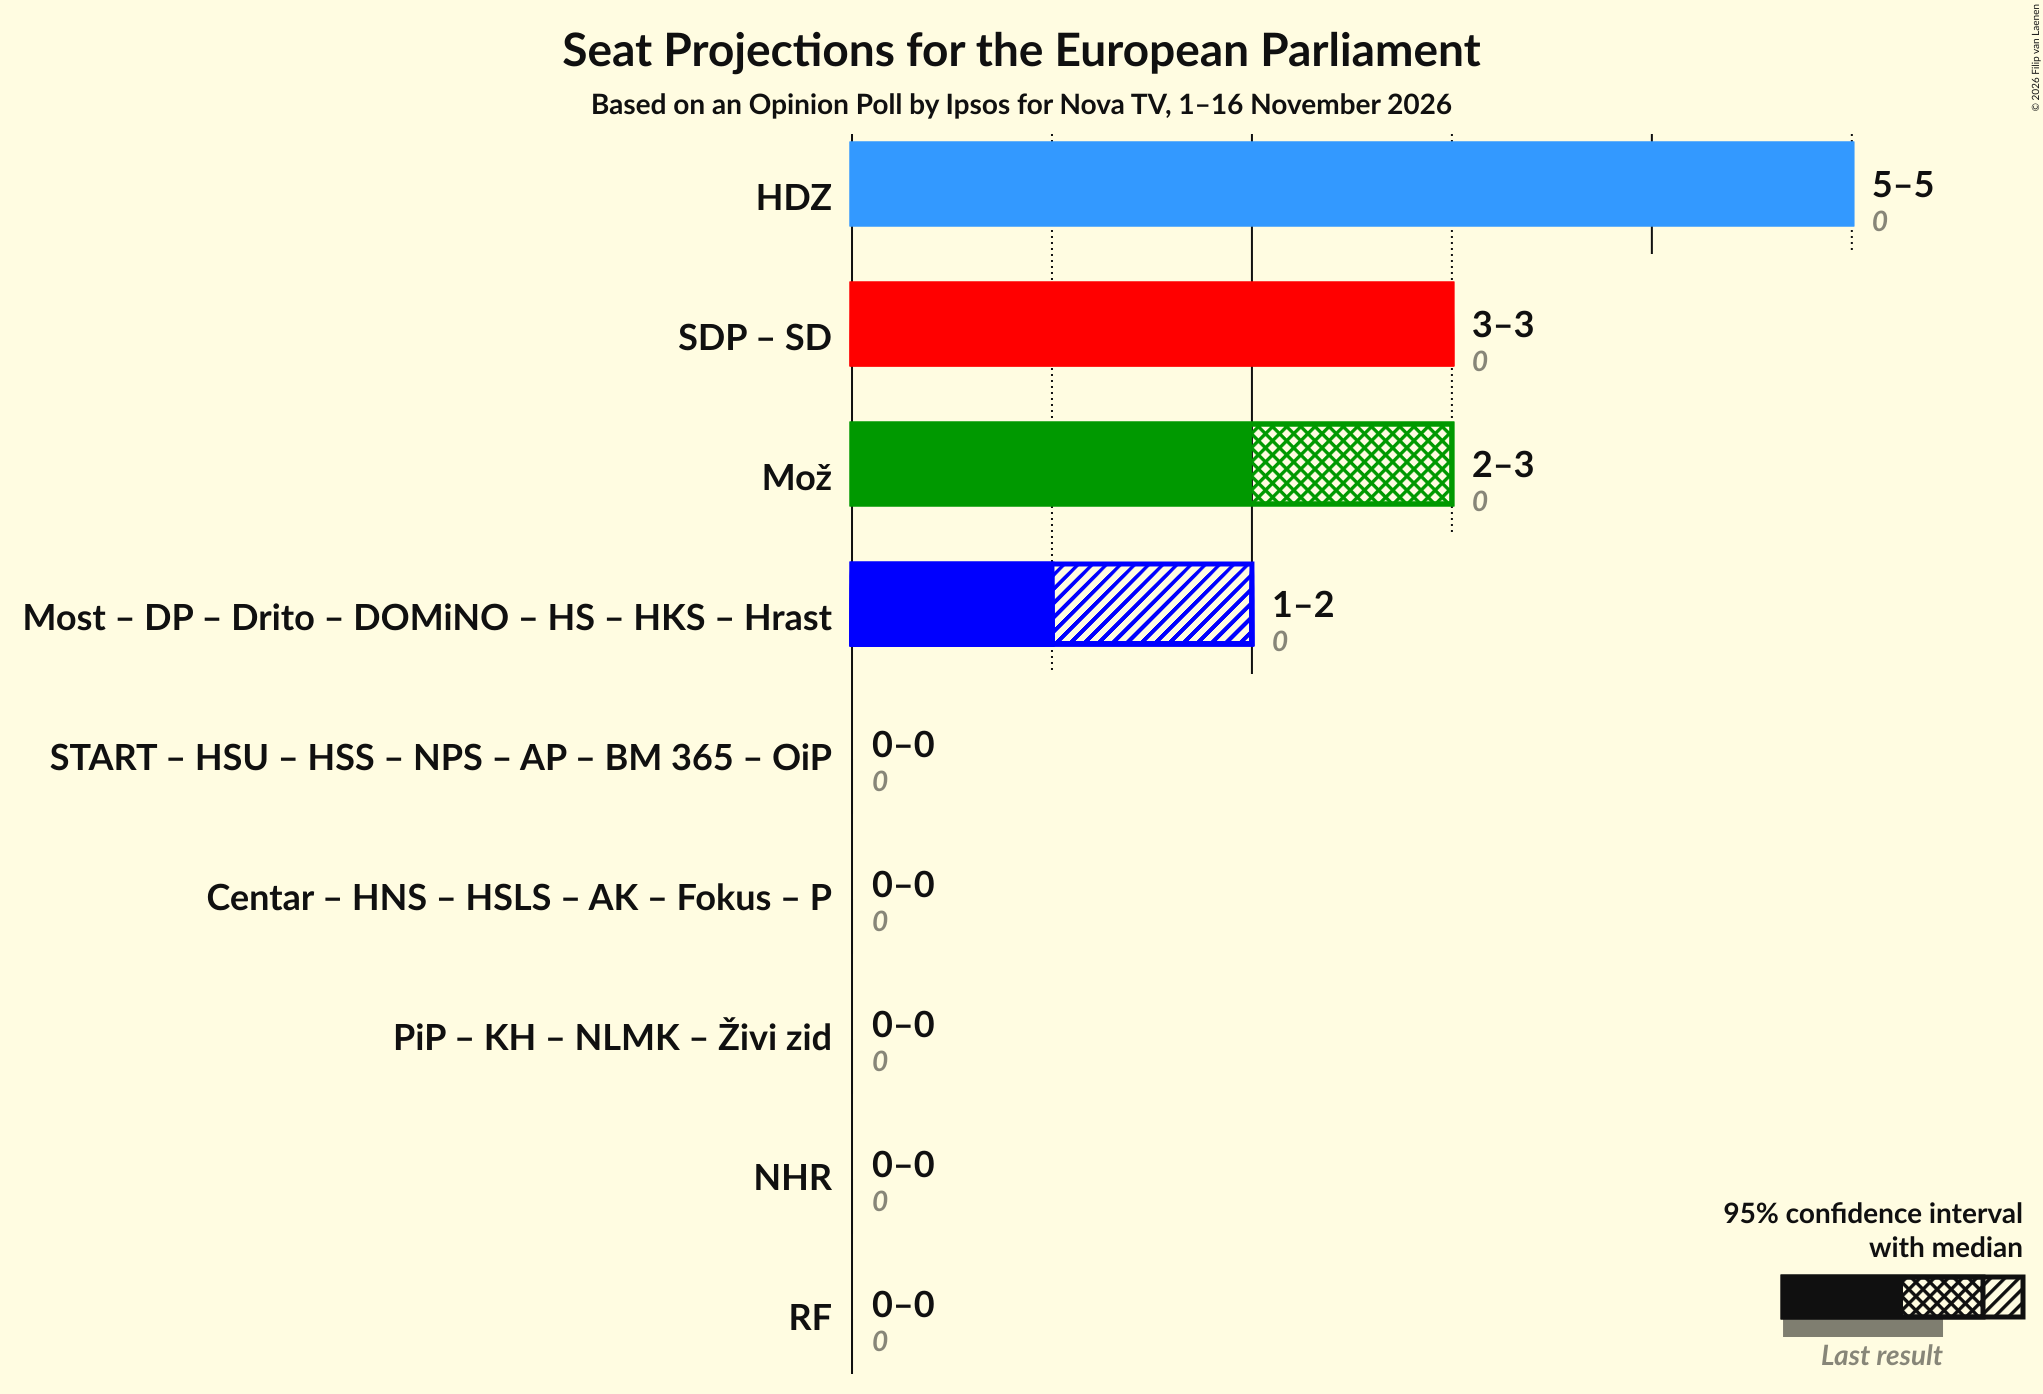 Seat Projections for the European Parliament
Based on an Opinion Poll by Ipsos for Nova TV, 1–16 November 2026
© 2026 Filip van Laenen
HDZ
5–5
0
SDP – SD
3–3
0
Mož
2–3
0
Most – DP – Drito – DOMiNO – HS – HKS – Hrast
1–2
0
START – HSU – HSS – NPS – AP – BM 365 – OiP
0–0
0
Centar – HNS – HSLS – AK – Fokus – P
0–0
0
PiP – KH – NLMK – Živi zid
0–0
0
NHR
0–0
0
RF
0–0
0
95% confidence interval
with median
Last result